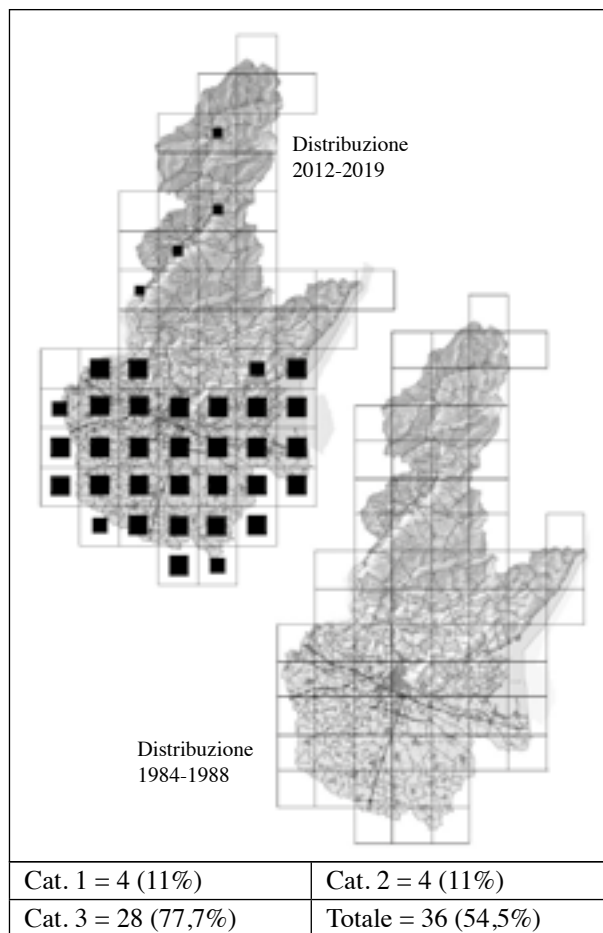 Distribuzione
2012-2019
Distribuzione
1984-1988
Cat. 1 = 4 (11%)
Cat. 2 = 4 (11%)
Cat. 3 = 28 (77,7%)
Totale = 36 (54,5%)